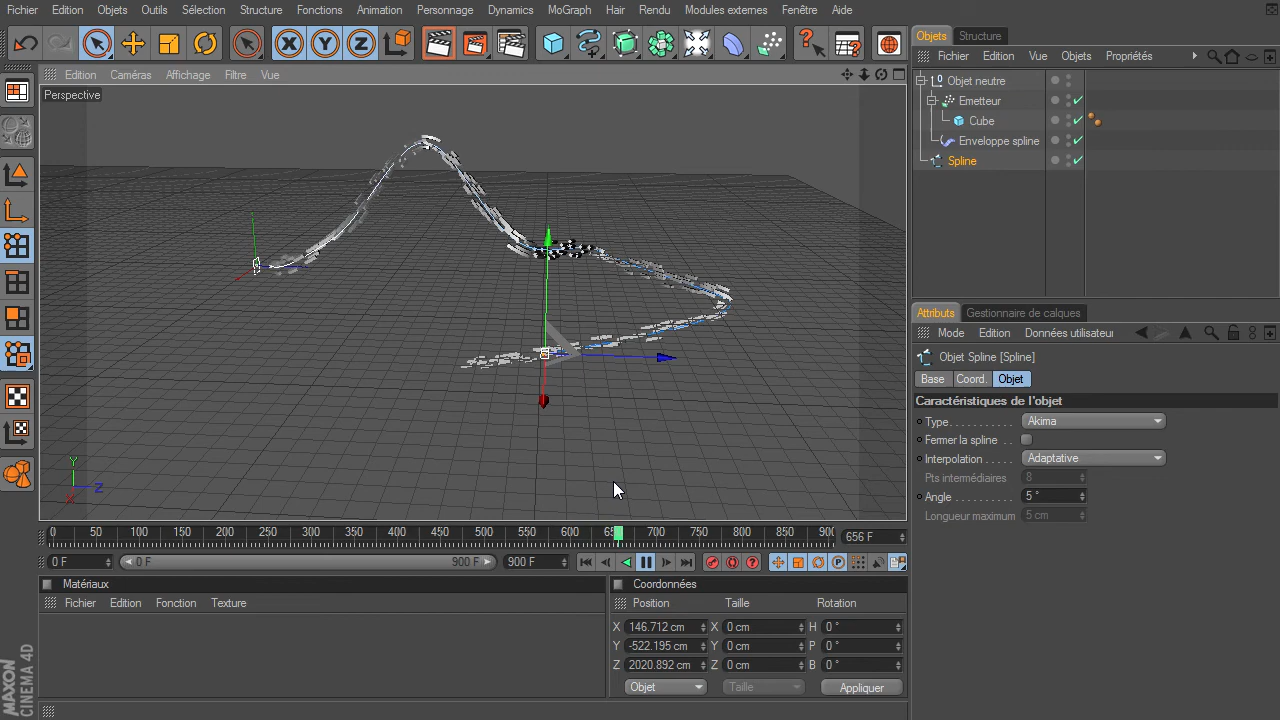 Fichier Edition Objets Outils Sélection Structure Fonctions Animation Personnage Dynamics MoGraph Hair Rendu Modules externes Fenêtre Aide
X Y Z
Objets Structure
Fichier Edition Vue Objets Propriétés
Edition Caméras Affichage Filtre Vue
Perspective
Objet neutre
Emetteur
Cube
Enveloppe spline
Spline
Attributs Gestionnaire de calques
Mode Edition Données utilisateur
Objet Spline [Spline]
Base Coord. Objet
Caractéristiques de l'objet
Type Akima
Fermer la spline
Interpolation Adaptative
Pts intermédiaires 8
Angle 5 °
Longueur maximum 5 cm
Y
Z
X
0 50 100 150 200 250 300 350 400 450 500 550 600 700 750 800 656 F
0 F 0 F 900 F 900 F P
Matériaux
Fichier Edition Fonction Texture
Coordonnées
Position Taille Rotation
X 146.712 cm X 0 cm H 0 °
Y -522.195 cm Y 0 cm P 0 °
Z 2020.892 cm Z 0 cm B 0 °
Objet Taille Appliquer
MAXON
CINEMA 4D